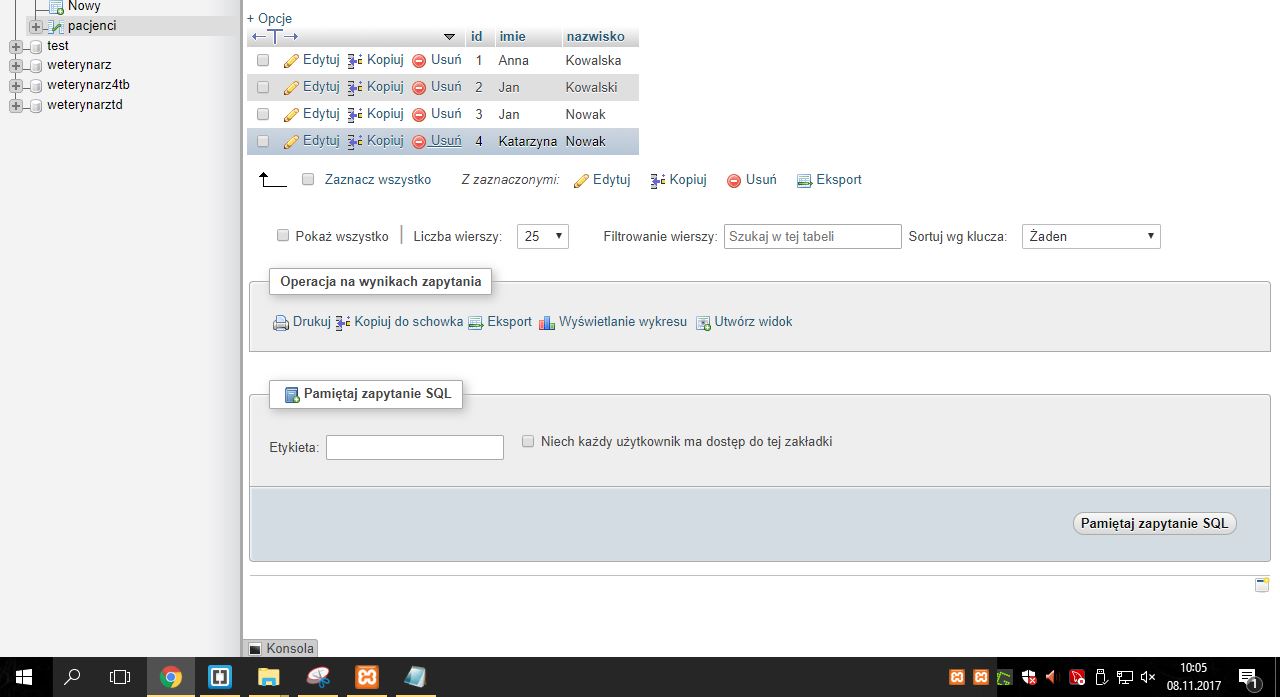 Nowy
pacjenci
test
weterynarz
weterynarz4tb
weterynarztd
+ Opcje
←T→ id imie nazwisko
Edytuj Kopiuj Usuń 1 Anna Kowalska
Edytuj Kopiuj Usuń 2 Jan Kowalski
Edytuj Kopiuj Usuń 3 Jan Nowak
Edytuj Kopiuj Usuń 4 Katarzyna Nowak
Zaznacz wszystko Z zaznaczonymi: Edytuj Kopiuj Usuń Eksport
Pokaż wszystko Liczba wierszy: 25 Filtrowanie wierszy: Szukaj w tej tabeli Sortuj wg klucza: Żaden
Operacja na wynikach zapytania
Drukuj Kopiuj do schowka Eksport Wyświetlanie wykresu Utwórz widok
Pamiętaj zapytanie SQL
Etykieta: Niech każdy użytkownik ma dostęp do tej zakładki
Pamiętaj zapytanie SQL
Konsola
10:05
08.11.2017
1